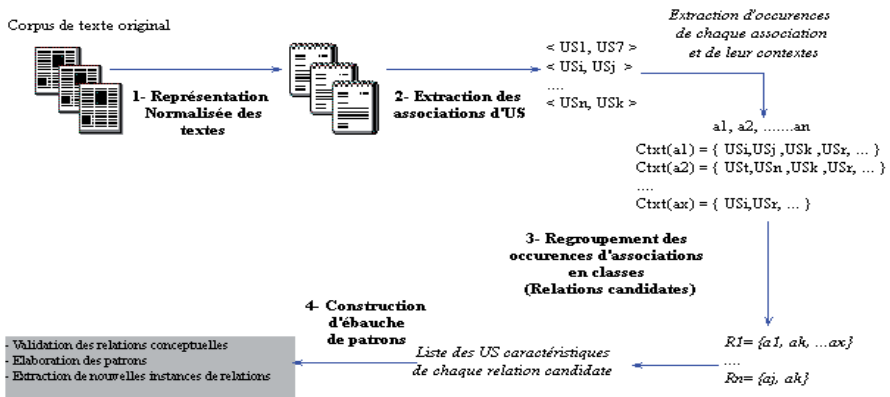 Corpus de texte original
1- Représentation
Normalisée des
textes
2- Extraction des
associations d'US
< US1, US7 >
< USi, USj >
....
< USn, USk >
Extraction d'occurences
de chaque association
et de leur contextes
a1, a2, .......an
Ctxt(a1) = { USi,USj ,USk ,USr, ... }
Ctxt(a2) = { USt,USn ,USk ,USr, ... }
....
Ctxt(ax) = { USi,USr, ... }
3- Regroupement des
occurences d'associations
en classes
(Relations candidates)
R1= {a1, ak, ...ax}
....
Rn= {aj, ak}
Liste des US caractéristiques
de chaque relation candidate
4- Construction
d'ébauche
de patrons
- Validation des relations conceptuelles
- Elaboration des patrons
- Extraction de nouvelles instances de relations